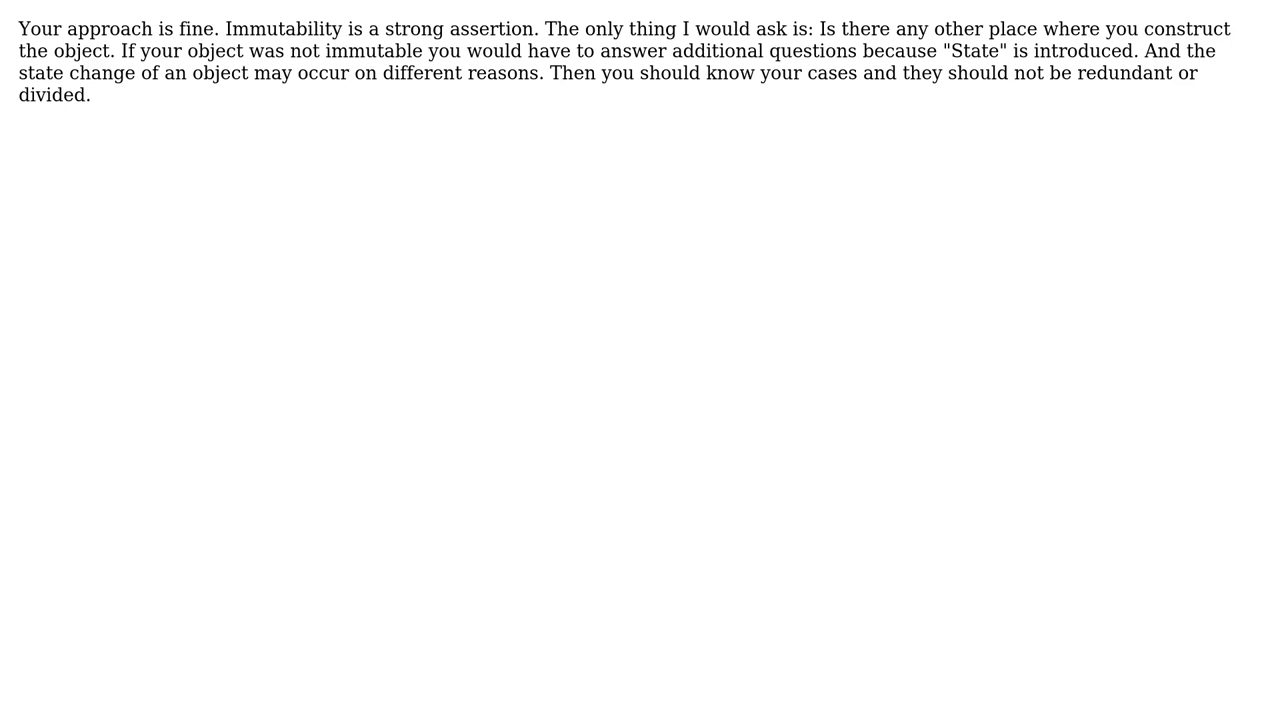 Your approach is fine. Immutability is a strong assertion. The only thing I would ask is: Is there any other place where you construct
the object. If your object was not immutable you would have to answer additional questions because "State" is introduced. And the
state change of an object may occur on different reasons. Then you should know your cases and they should not be redundant or
divided.